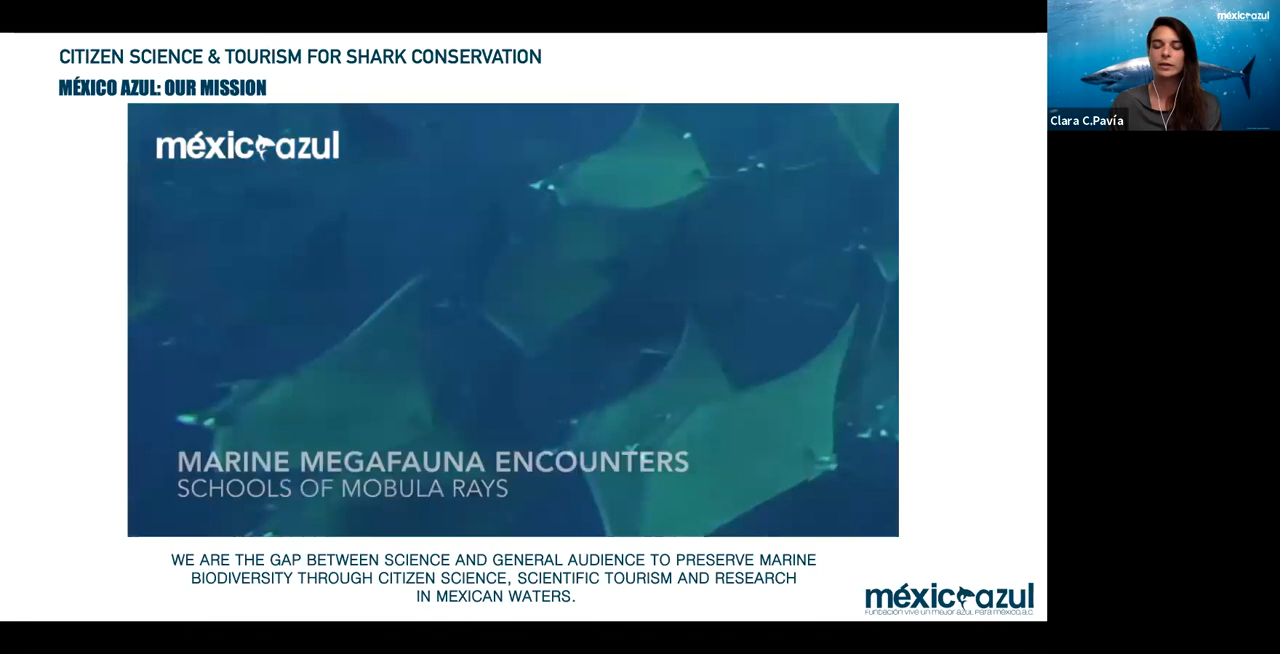 CITIZEN SCIENCE & TOURISM FOR SHARK CONSERVATION
MÉXICO AZUL: OUR MISSION
méxicoazul
MARINE MEGAFAUNA ENCOUNTERS
SCHOOLS OF MOBULA RAYS
WE ARE THE GAP BETWEEN SCIENCE AND GENERAL AUDIENCE TO PRESERVE MARINE
BIODIVERSITY THROUGH CITIZEN SCIENCE, SCIENTIFIC TOURISM AND RESEARCH
IN MEXICAN WATERS.
méxicoazul
FUNDACIÓN VIVE UN MEJOR AZUL PARA MÉXICO, A.C.
méxicoazul
Clara C.Pavía